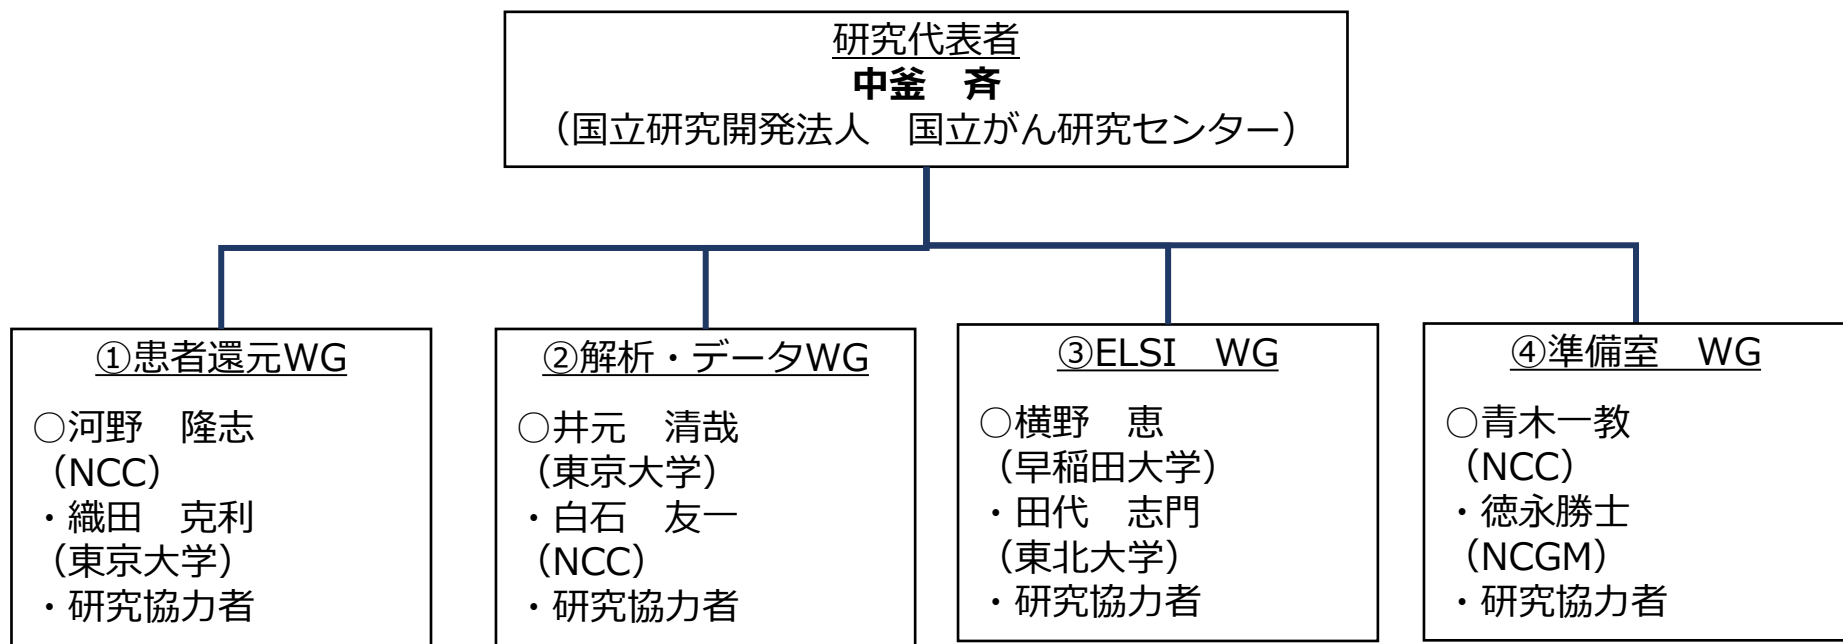 研究代表者
中釜　斉
（国立研究開発法人　国立がん研究センター）
①患者還元WG
○河野　隆志
（NCC）
・織田　克利
（東京大学）
・研究協力者
②解析・データWG
○井元　清哉
（東京大学）
・白石　友一
（NCC）
・研究協力者
③ELSI　WG
○横野　恵
（早稲田大学）
・田代　志門
（東北大学）
・研究協力者
④準備室　WG
○青木一教
（NCC）
・徳永勝士
（NCGM）
・研究協力者